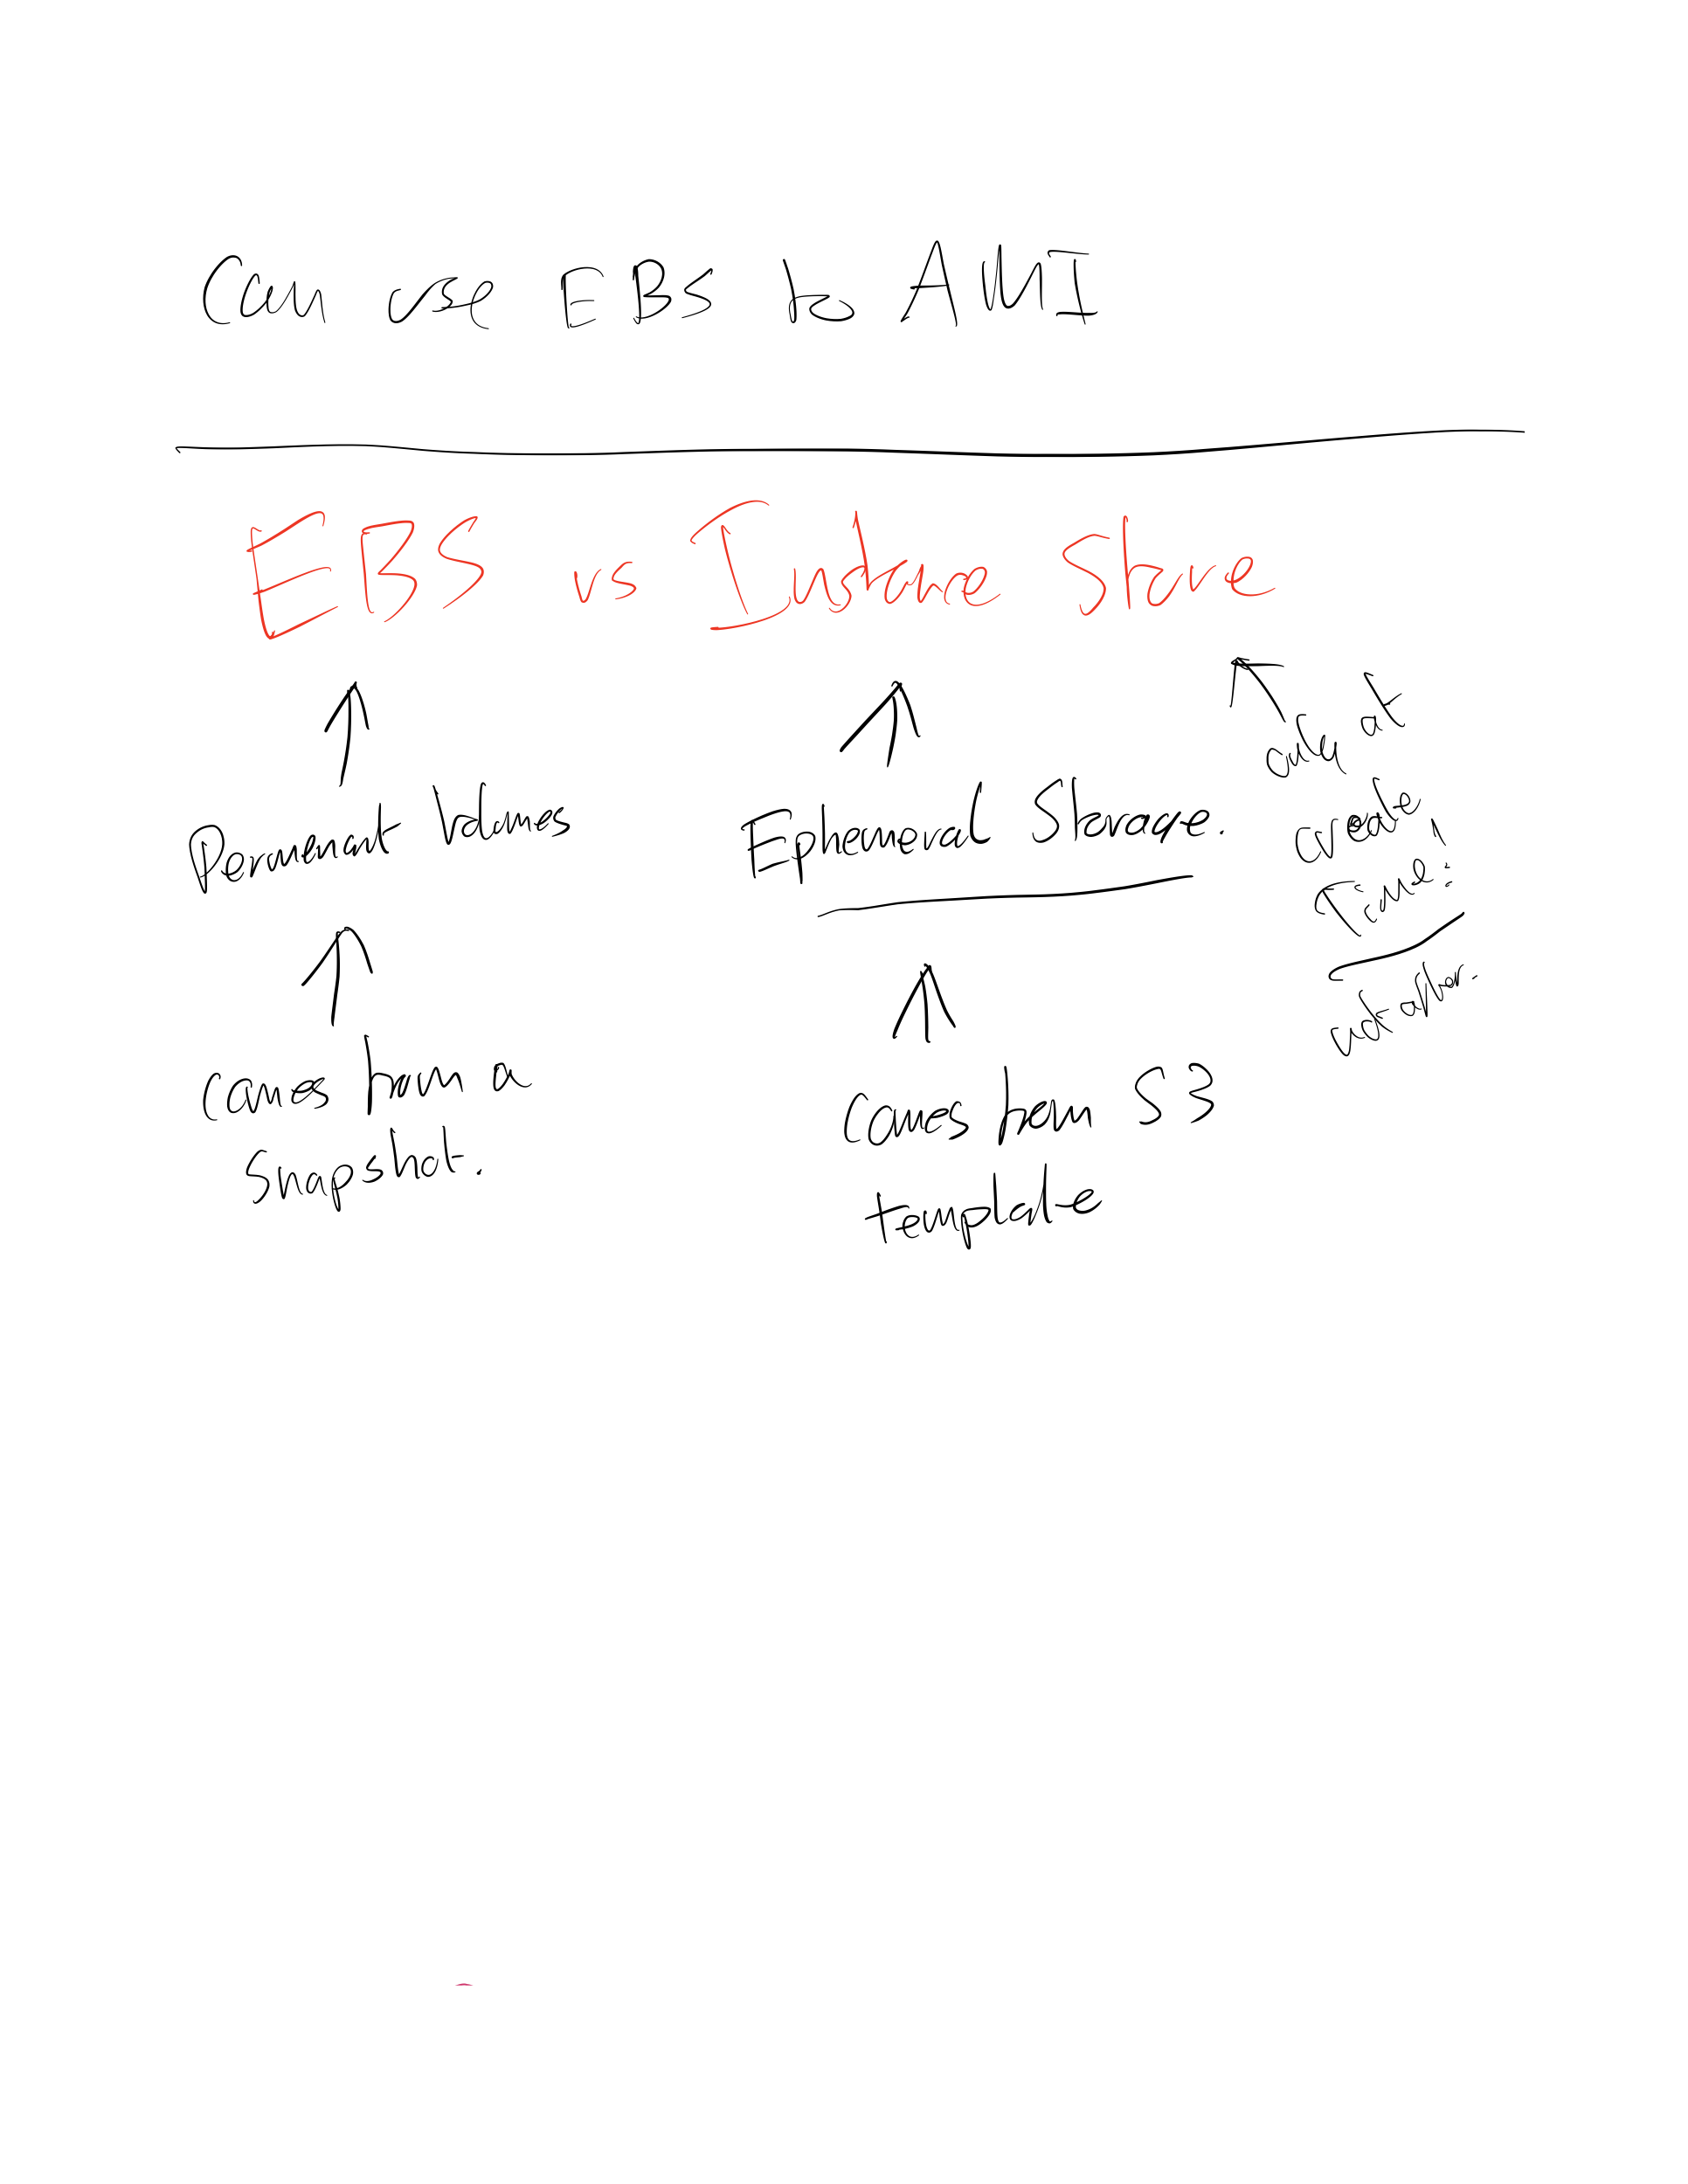 Can use EBS to AMI
EBS vs Instance Store
Permanat Volumes
Ephemeral Storage.
only at
create
Time!
not after.
Comes from a
Snapshot.
Comes from S3
template